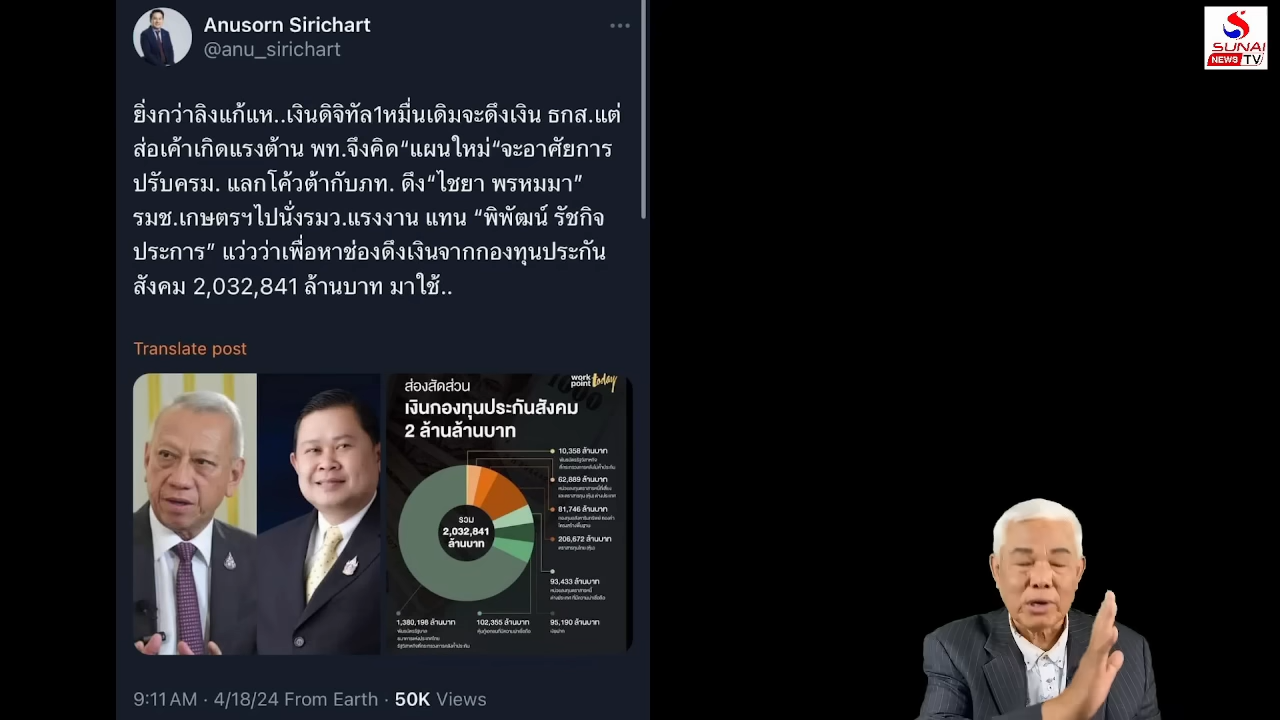 Anusorn Sirichart
@anu_sirichart
SUNAI
NEWS TV
ยิ่งกว่าลิงแก้แห..เงินดิจิทัล1หมื่นเดิมจะดึงเงิน ธกส.แต่
ส่อเค้าเกิดแรงต้าน พท.จึงคิด“แผนใหม่“จะอาศัยการ
ปรับครม. แลกโค้วต้ากับภท. ดึง“ไชยา พรหมมา”
รมช.เกษตรฯไปนั่งรมว.แรงงาน แทน “พิพัฒน์ รัชกิจ
ประการ” แว่วว่าเพื่อหาช่องดึงเงินจากกองทุนประกัน
สังคม 2,032,841 ล้านบาท มาใช้..
Translate post
work point today
ส่องสัดส่วน
เงินกองทุนประกันสังคม
2 ล้านล้านบาท
10,358 ล้านบาท
62,889 ล้านบาท
81,746 ล้านบาท
206,672 ล้านบาท
รวม
2,032,841
ล้านบาท
93,433 ล้านบาท
1,380,198 ล้านบาท
102,355 ล้านบาท
95,190 ล้านบาท
9:11 AM · 4/18/24 From Earth · 50K Views